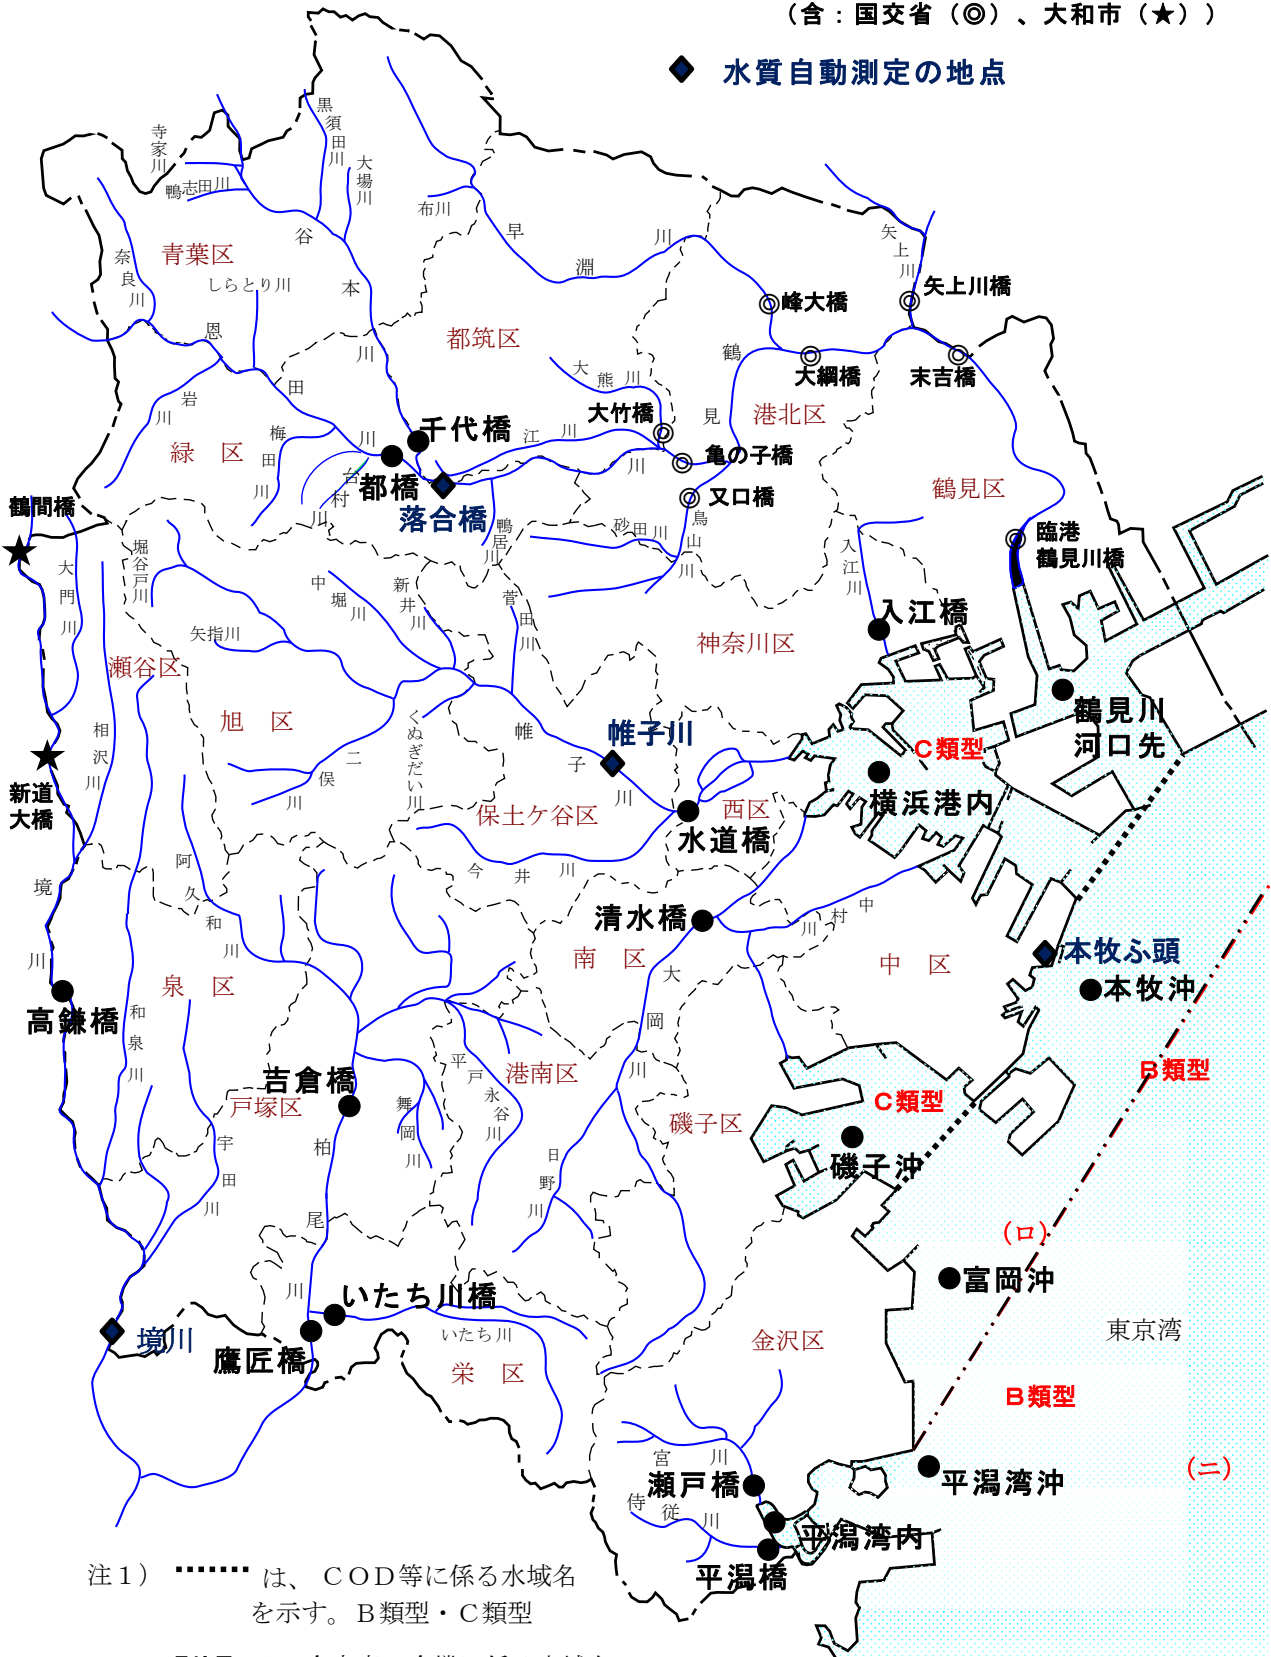 （含：国交省（◎）、大和市（★））
水質自動測定の地点
寺家川
黒須田川
大場川
鴨志田川
布川
早淵川
谷本川
奈良川
青葉区
しらとり川
恩田川
都筑区
矢上川
矢上川橋
峰大橋
大綱橋
末吉橋
鶴見川
大熊川
大竹橋
港北区
岩川
緑 区
梅田川
千代橋
江川
亀の子橋
都橋
台村川
落合橋
又口橋
鶴見区
鶴間橋
鴨居川
砂田川
鳥山川
臨港
鶴見川橋
堀谷戸川
大門川
中堀川
新井川
菅田川
入江川
入江橋
矢指川
瀬谷区
神奈川区
旭 区
相沢川
くぬぎだい川
帷子川
帷子川
鶴見川
河口先
Ｃ類型
二俣川
新道
大橋
保土ケ谷区
西区
横浜港内
水道橋
阿久和川
今井川
境川
中村川
清水橋
南 区
中 区
本牧ふ頭
本牧沖
泉 区
大岡川
高鎌橋
和泉川
平戸永谷川
港南区
Ｂ類型
吉倉橋
戸塚区
舞岡川
Ｃ類型
磯子区
柏尾川
宇田川
日野川
磯子沖
（ロ）
いたち川橋
富岡沖
境川
いたち川
金沢区
東京湾
鷹匠橋
栄 区
Ｂ類型
宮川
瀬戸橋
平潟湾沖
（ニ）
侍従川
平潟湾内
平潟橋
注１） は、 ＣＯＤ等に係る水域名
を示す。Ｂ類型・Ｃ類型